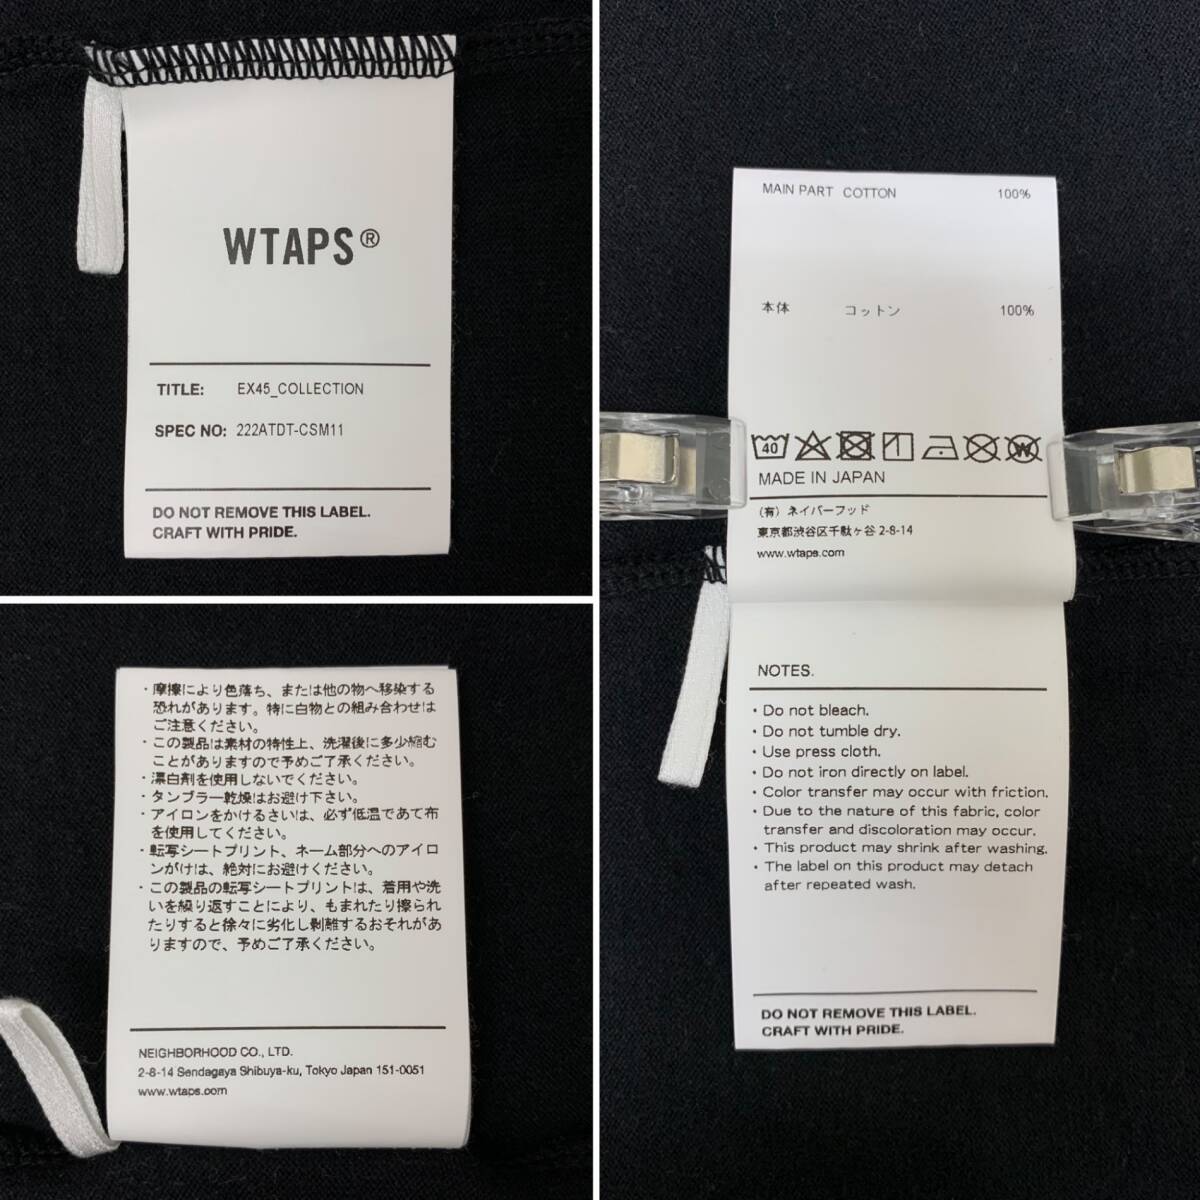 WTAPS®
TITLE: EX45_COLLECTION
SPEC NO: 222ATDT-CSM11
DO NOT REMOVE THIS LABEL.
CRAFT WITH PRIDE.
・摩擦により色落ち、または他の物へ移染する
恐れがあります。特に白物との組み合わせは
ご注意ください。
・この製品は素材の特性上、洗濯後に多少縮む
ことがありますので予めご了承ください。
・漂白剤を使用しないでください。
・タンブラー乾燥はお避け下さい。
・アイロンをかけるさいは、必ず低温であて布
を使用してください。
・転写シートプリント、ネーム部分へのアイロ
ンがけは、絶対にお避けください。
・この製品の転写シートプリントは、着用や洗
いを繰り返すことにより、もまれたり擦られ
たりすると徐々に劣化し剥離するおそれがあ
りますので、予めご了承ください。
NEIGHBORHOOD CO., LTD.
2-8-14 Sendagaya Shibuya-ku, Tokyo Japan 151-0051
www.wtaps.com
MAIN PART COTTON 100%
本体 コットン 100%
40 W
MADE IN JAPAN
(有) ネイバーフッド
東京都渋谷区千駄ヶ谷 2-8-14
www.wtaps.com
NOTES.
・Do not bleach.
・Do not tumble dry.
・Use press cloth.
・Do not iron directly on label.
・Color transfer may occur with friction.
・Due to the nature of this fabric, color
transfer and discoloration may occur.
・This product may shrink after washing.
・The label on this product may detach
after repeated wash.
DO NOT REMOVE THIS LABEL.
CRAFT WITH PRIDE.